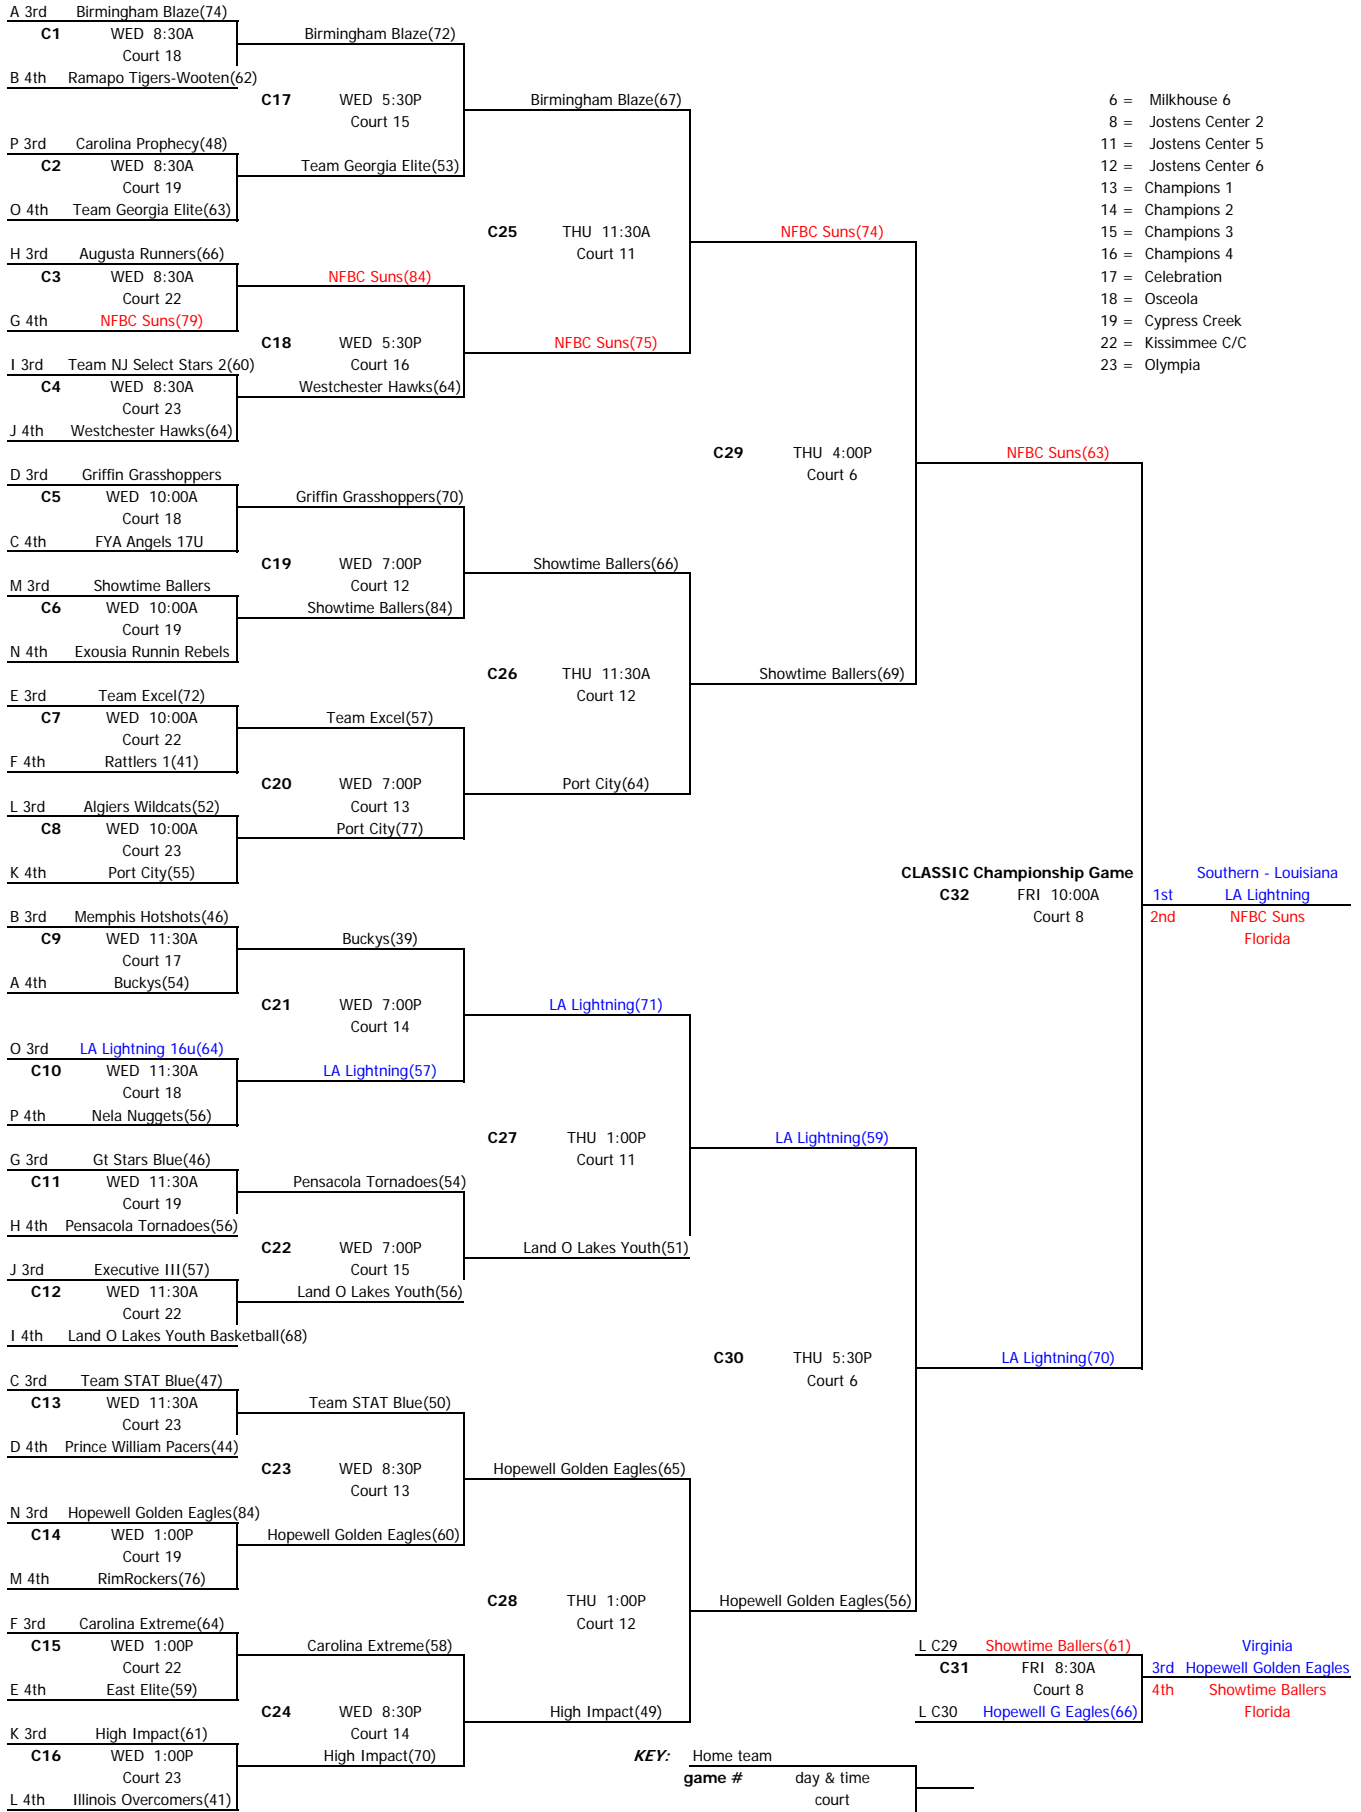 A 3rd Birmingham Blaze(74)
C1 WED 8:30A
Court 18
B 4th Ramapo Tigers-Wooten(62)
P 3rd Carolina Prophecy(48)
C2 WED 8:30A
Court 19
O 4th Team Georgia Elite(63)
H 3rd Augusta Runners(66)
C3 WED 8:30A
Court 22
G 4th NFBC Suns(79)
I 3rd Team NJ Select Stars 2(60)
C4 WED 8:30A
Court 23
J 4th Westchester Hawks(64)
D 3rd Griffin Grasshoppers
C5 WED 10:00A
Court 18
C 4th FYA Angels 17U
M 3rd Showtime Ballers
C6 WED 10:00A
Court 19
N 4th Exousia Runnin Rebels
E 3rd Team Excel(72)
C7 WED 10:00A
Court 22
F 4th Rattlers 1(41)
L 3rd Algiers Wildcats(52)
C8 WED 10:00A
Court 23
K 4th Port City(55)
B 3rd Memphis Hotshots(46)
C9 WED 11:30A
Court 17
A 4th Buckys(54)
O 3rd LA Lightning 16u(64)
C10 WED 11:30A
Court 18
P 4th Nela Nuggets(56)
G 3rd Gt Stars Blue(46)
C11 WED 11:30A
Court 19
H 4th Pensacola Tornadoes(56)
J 3rd Executive III(57)
C12 WED 11:30A
Court 22
I 4th Land O Lakes Youth Basketball(68)
C 3rd Team STAT Blue(47)
C13 WED 11:30A
Court 23
D 4th Prince William Pacers(44)
N 3rd Hopewell Golden Eagles(84)
C14 WED 1:00P
Court 19
M 4th RimRockers(76)
F 3rd Carolina Extreme(64)
C15 WED 1:00P
Court 22
E 4th East Elite(59)
K 3rd High Impact(61)
C16 WED 1:00P
Court 23
L 4th Illinois Overcomers(41)
Birmingham Blaze(72)
C17 WED 5:30P
Court 15
Team Georgia Elite(53)
NFBC Suns(84)
C18 WED 5:30P
Court 16
Westchester Hawks(64)
Griffin Grasshoppers(70)
C19 WED 7:00P
Court 12
Showtime Ballers(84)
Team Excel(57)
C20 WED 7:00P
Court 13
Port City(77)
Buckys(39)
C21 WED 7:00P
Court 14
LA Lightning(57)
Pensacola Tornadoes(54)
C22 WED 7:00P
Court 15
Land O Lakes Youth(56)
Team STAT Blue(50)
C23 WED 8:30P
Court 13
Hopewell Golden Eagles(60)
Carolina Extreme(58)
C24 WED 8:30P
Court 14
High Impact(70)
Birmingham Blaze(67)
C25 THU 11:30A
Court 11
NFBC Suns(75)
Showtime Ballers(66)
C26 THU 11:30A
Court 12
Port City(64)
LA Lightning(71)
C27 THU 1:00P
Court 11
Land O Lakes Youth(51)
Hopewell Golden Eagles(65)
C28 THU 1:00P
Court 12
High Impact(49)
NFBC Suns(74)
C29 THU 4:00P
Court 6
Showtime Ballers(69)
LA Lightning(59)
C30 THU 5:30P
Court 6
Hopewell Golden Eagles(56)
6 = Milkhouse 6
8 = Jostens Center 2
11 = Jostens Center 5
12 = Jostens Center 6
13 = Champions 1
14 = Champions 2
15 = Champions 3
16 = Champions 4
17 = Celebration
18 = Osceola
19 = Cypress Creek
22 = Kissimmee C/C
23 = Olympia
NFBC Suns(63)
CLASSIC Championship Game
C32 FRI 10:00A
Court 8
LA Lightning(70)
Southern - Louisiana
1st LA Lightning
2nd NFBC Suns
Florida
L C29 Showtime Ballers(61)
C31 FRI 8:30A
Court 8
L C30 Hopewell G Eagles(66)
Virginia
3rd Hopewell Golden Eagles
4th Showtime Ballers
Florida
KEY: Home team
game # day & time
court